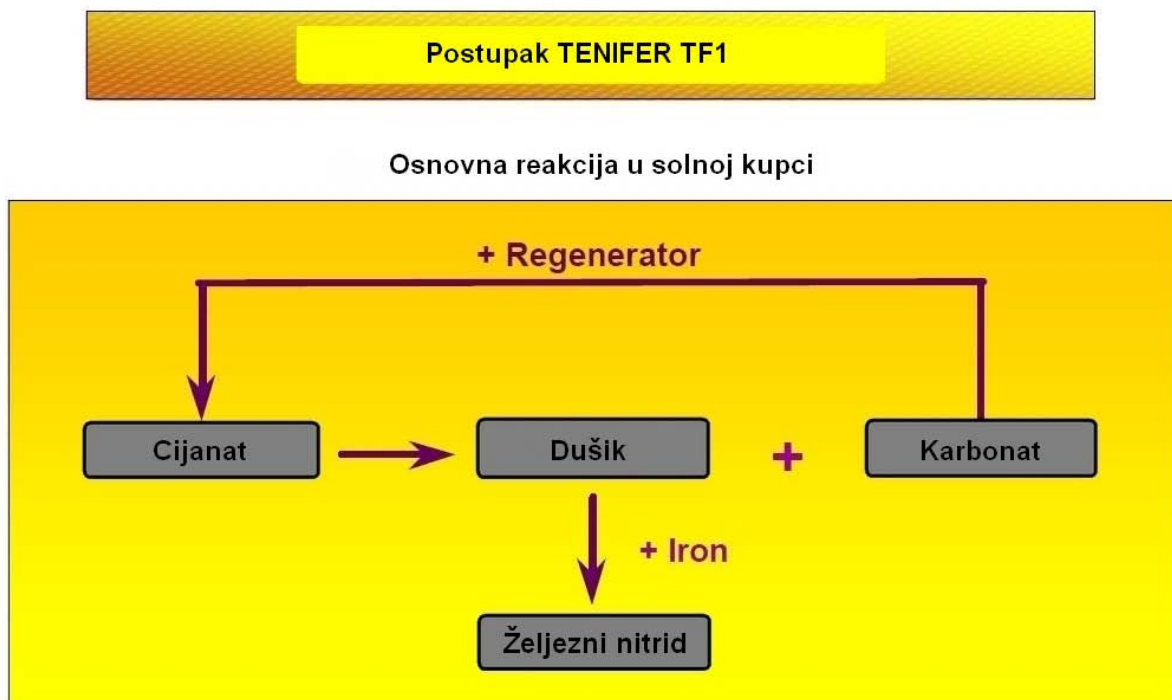 Postupak TENIFER TF1
Osnovna reakcija u solnoj kupci
+ Regenerator
Cijanat
Dušik
+
Karbonat
+ Iron
Željezni nitrid